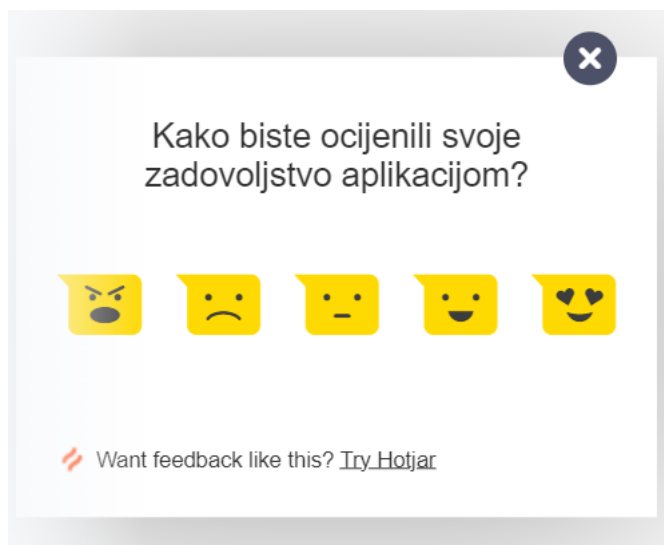 Kako biste ocijenili svoje
zadovoljstvo aplikacijom?
Want feedback like this? Try Hotjar